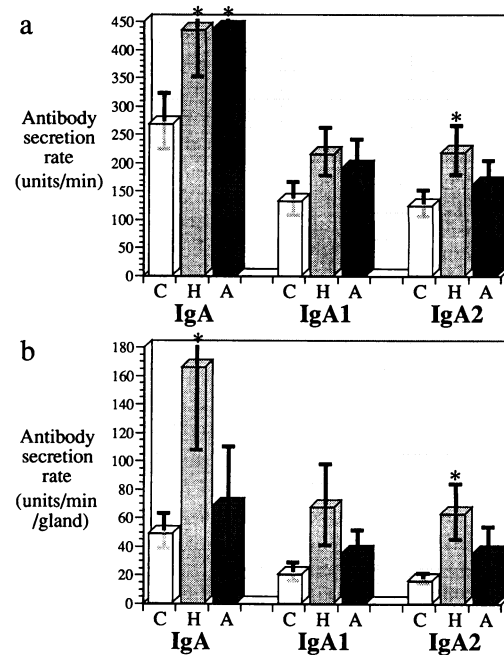 a
450
400
350
300
250
200
150
100
50
0
Antibody
secretion
rate
(units/min)
* *
*
C H A C H A C H A
IgA IgA1 IgA2
b
180
160
140
120
100
80
60
40
20
0
Antibody
secretion
rate
(units/min
/gland)
*
*
C H A C H A C H A
IgA IgA1 IgA2